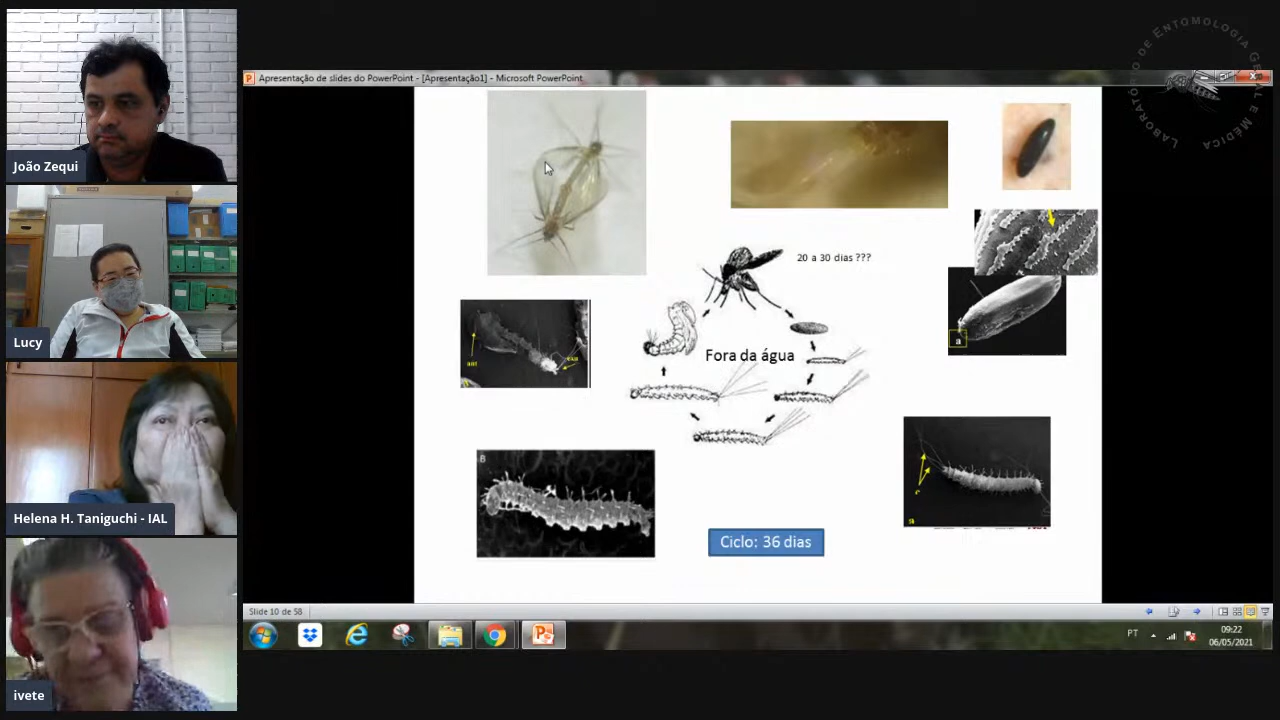 João Zequi
Lucy
Helena H. Taniguchi - IAL
ivete
LABORATÓRIO DE ENTOMOLOGIA GERAL E MÉDICA
Apresentação de slides do PowerPoint - [Apresentação1] - Microsoft PowerPoint
20 a 30 dias ???
Fora da água
a
B
Ciclo: 36 dias
Slide 10 de 58
PT
09:22
06/05/2021